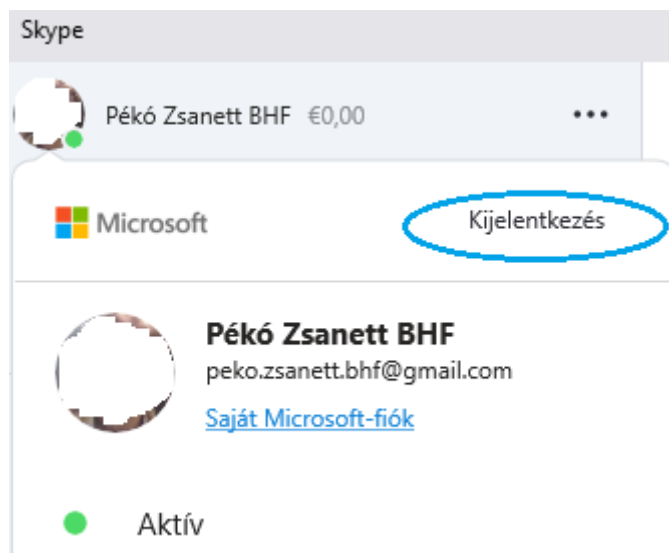 Skype
Pékó Zsanett BHF €0,00
Microsoft Kijelentkezés
Pékó Zsanett BHF
peko.zsanett.bhf@gmail.com
Saját Microsoft-fiók
Aktív